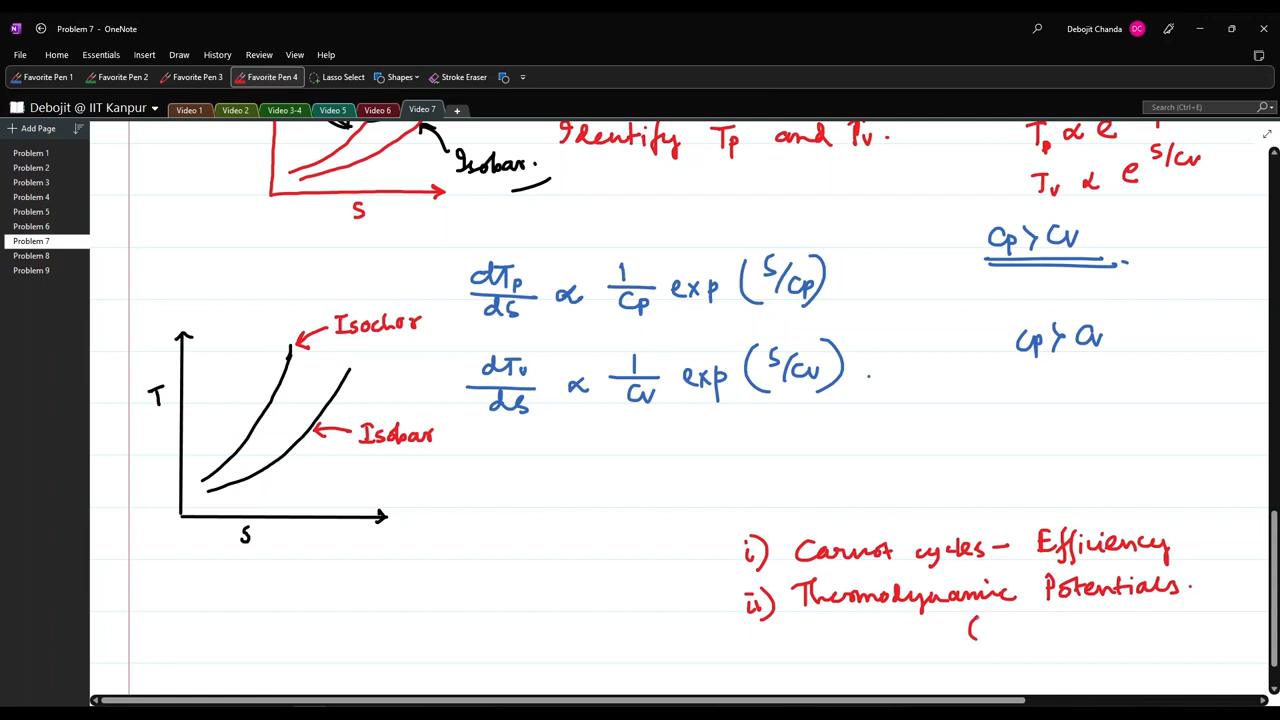 Problem 7 - OneNote
Debojit Chanda DC
File Home Essentials Insert Draw History Review View Help
Favorite Pen 1 Favorite Pen 2 Favorite Pen 3 Favorite Pen 4 Lasso Select Shapes Stroke Eraser
Debojit @ IIT Kanpur Video 1 Video 2 Video 3-4 Video 5 Video 6 Video 7 +
Search (Ctrl+E)
Add Page
Problem 1
Problem 2
Problem 3
Problem 4
Problem 5
Problem 6
Problem 7
Problem 8
Problem 9
Identify Tp and Tv.
Isobar.
S
Tp ∝ e
Tv ∝ e^S/Cv
Cp > Cv
dTp/dS ∝ 1/Cp exp (S/Cp)
Cp > Cv
dTv/dS ∝ 1/Cv exp (S/Cv).
Isochor
T
Isobar
S
i) Carnot cycles - Efficiency
ii) Thermodynamic Potentials.
(